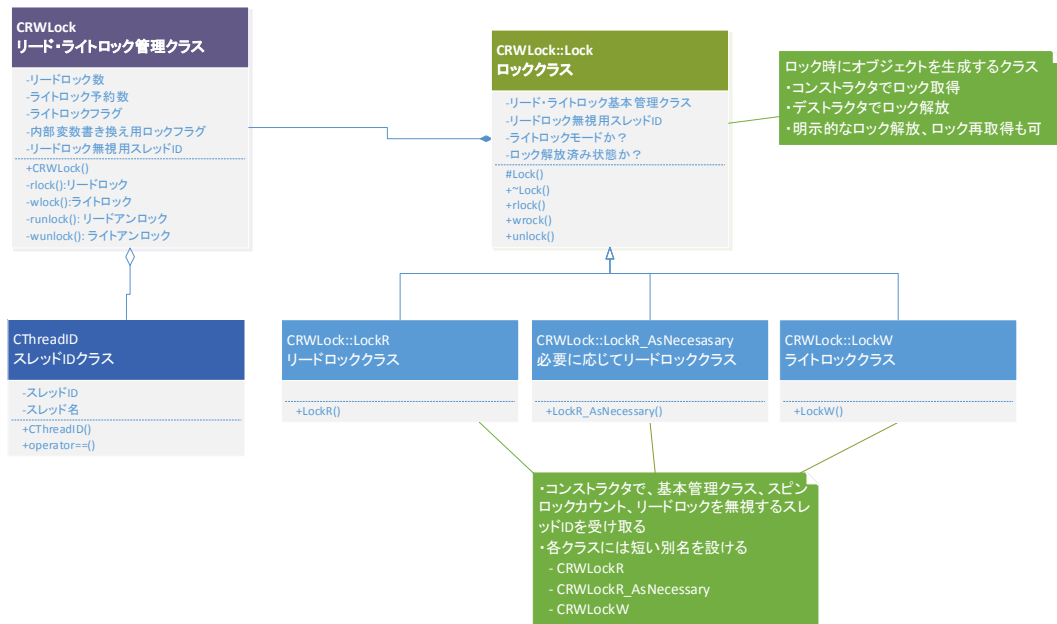 CRWLock
リード・ライトロック管理クラス
-リードロック数
-ライトロック予約数
-ライトロックフラグ
-内部変数書き換え用ロックフラグ
-リードロック無視用スレッドID
+CRWLock()
-rlock():リードロック
-wlock():ライトロック
-runlock(): リードアンロック
-wunlock(): ライトアンロック
CRWLock::Lock
ロッククラス
-リード・ライトロック基本管理クラス
-リードロック無視用スレッドID
-ライトロックモードか？
-ロック解放済み状態か？
#Lock()
+~Lock()
+rlock()
+wrock()
+unlock()
ロック時にオブジェクトを生成するクラス
・コンストラクタでロック取得
・デストラクタでロック解放
・明示的なロック解放、ロック再取得も可
CThreadID
スレッドIDクラス
-スレッドID
-スレッド名
+CThreadID()
+operator==()
CRWLock::LockR
リードロッククラス
+LockR()
CRWLock::LockR_AsNecesasary
必要に応じてリードロッククラス
+LockR_AsNecessary()
CRWLock::LockW
ライトロッククラス
+LockW()
・コンストラクタで、基本管理クラス、スピン
ロックカウント、リードロックを無視するスレ
ッドIDを受け取る
・各クラスには短い別名を設ける
- CRWLockR
- CRWLockR_AsNecessary
- CRWLockW